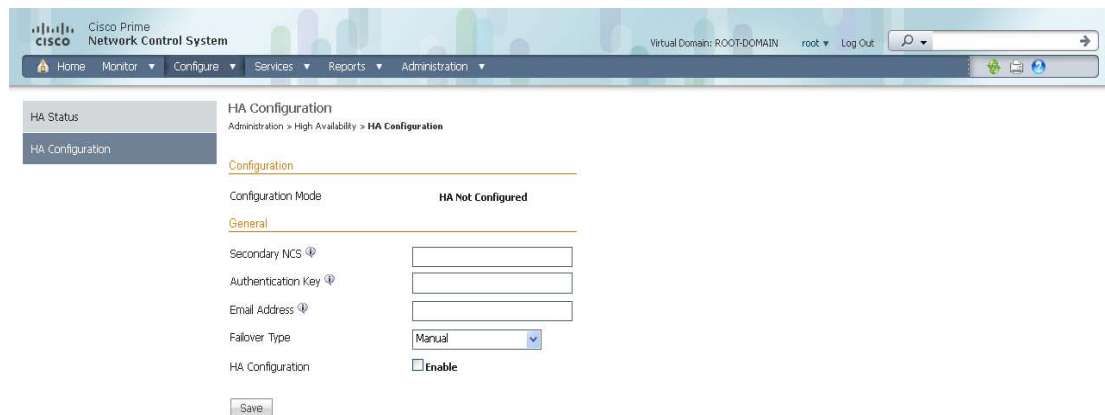 Cisco Prime
CISCO Network Control System
Virtual Domain: ROOT-DOMAIN root Log Out
Home Monitor Configure Services Reports Administration
HA Status
HA Configuration
HA Configuration
Administration > High Availability > HA Configuration
Configuration
Configuration Mode HA Not Configured
General
Secondary NCS
Authentication Key
Email Address
Failover Type Manual
HA Configuration Enable
Save